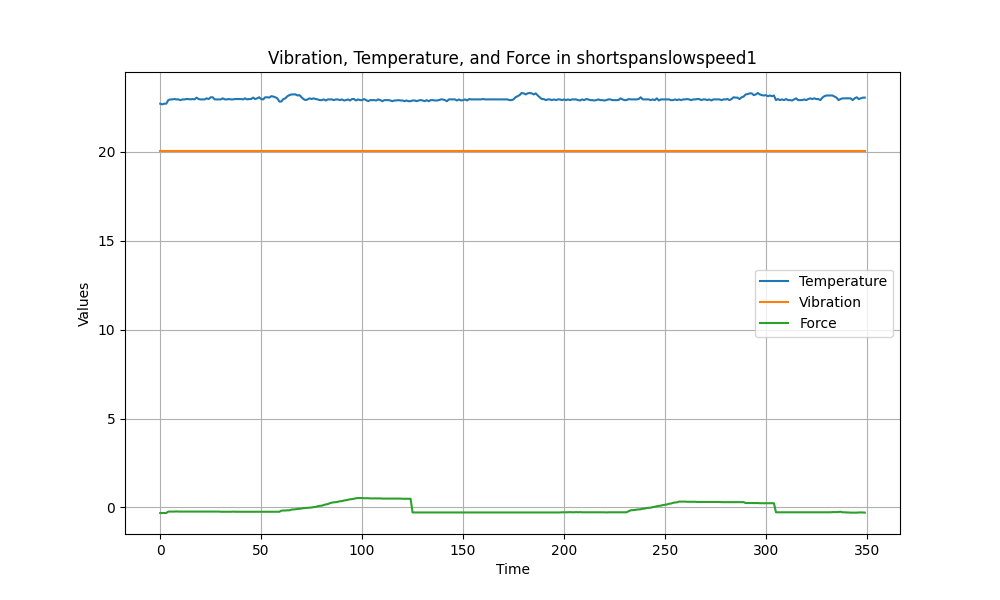 Vibration, Temperature, and Force in shortspanslowspeed1
Values
20
15
10
5
0
Temperature
Vibration
Force
0 50 100 150 200 250 300 350
Time